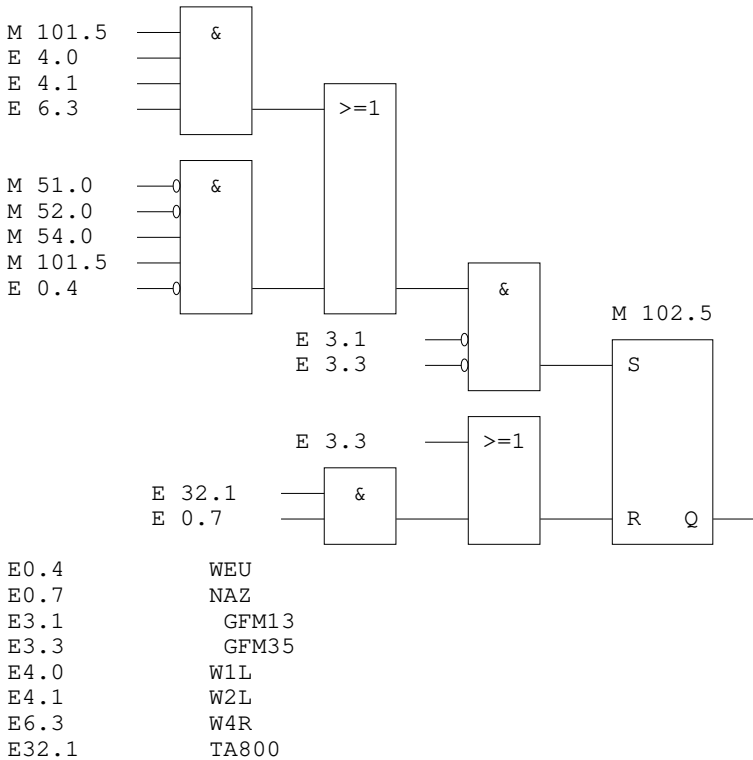 M 101.5 &
E 4.0
E 4.1
E 6.3 >=1
M 51.0 &
M 52.0
M 54.0
M 101.5
E 0.4 &
M 102.5
E 3.1
E 3.3 S
E 3.3 >=1
E 32.1 &
E 0.7 R Q
E0.4 WEU
E0.7 NAZ
E3.1 GFM13
E3.3 GFM35
E4.0 W1L
E4.1 W2L
E6.3 W4R
E32.1 TA800